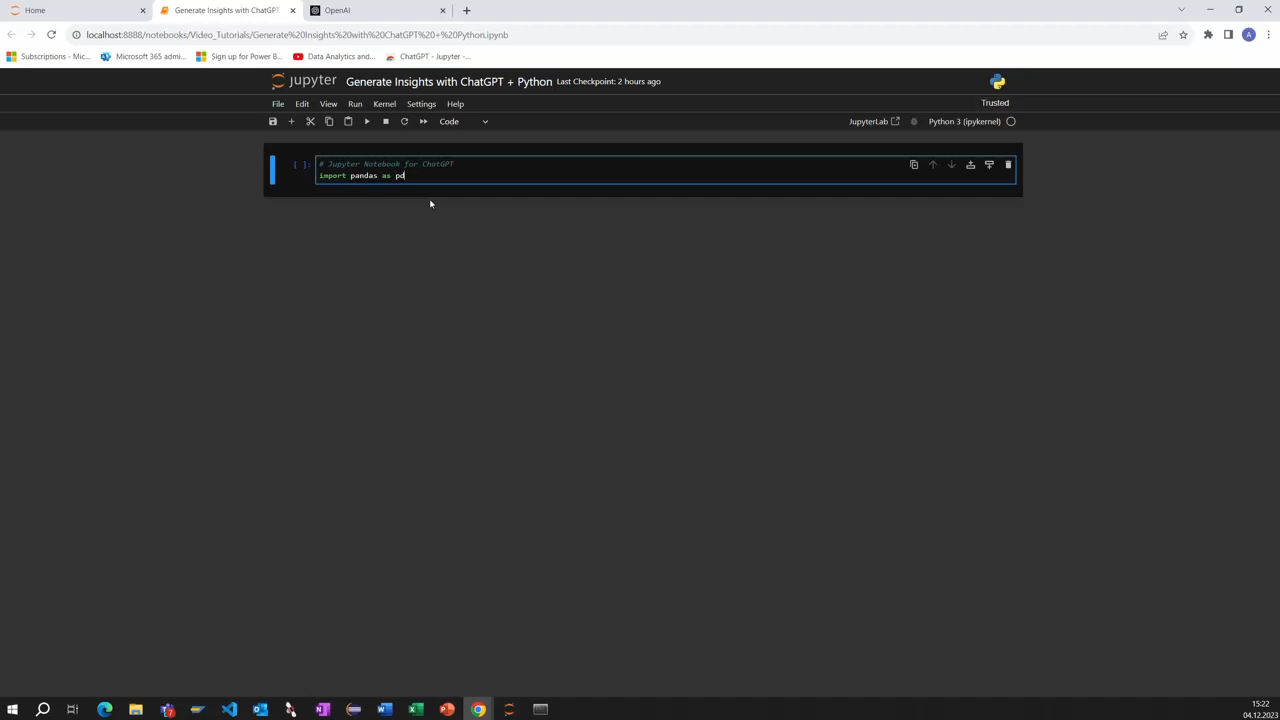 Home
Generate Insights with ChatGPT
OpenAI
localhost:8888/notebooks/Video_Tutorials/Generate%20Insights%20with%20ChatGPT%20+%20Python.ipynb
A
Subscriptions - Mic...
Microsoft 365 admi...
Sign up for Power B...
Data Analytics and...
ChatGPT - Jupyter -...
jupyter Generate Insights with ChatGPT + Python Last Checkpoint: 2 hours ago
File Edit View Run Kernel Settings Help Trusted
Code JupyterLab Python 3 (ipykernel)
[ ]: # Jupyter Notebook for ChatGPT
import pandas as pd
15:22
04.12.2023